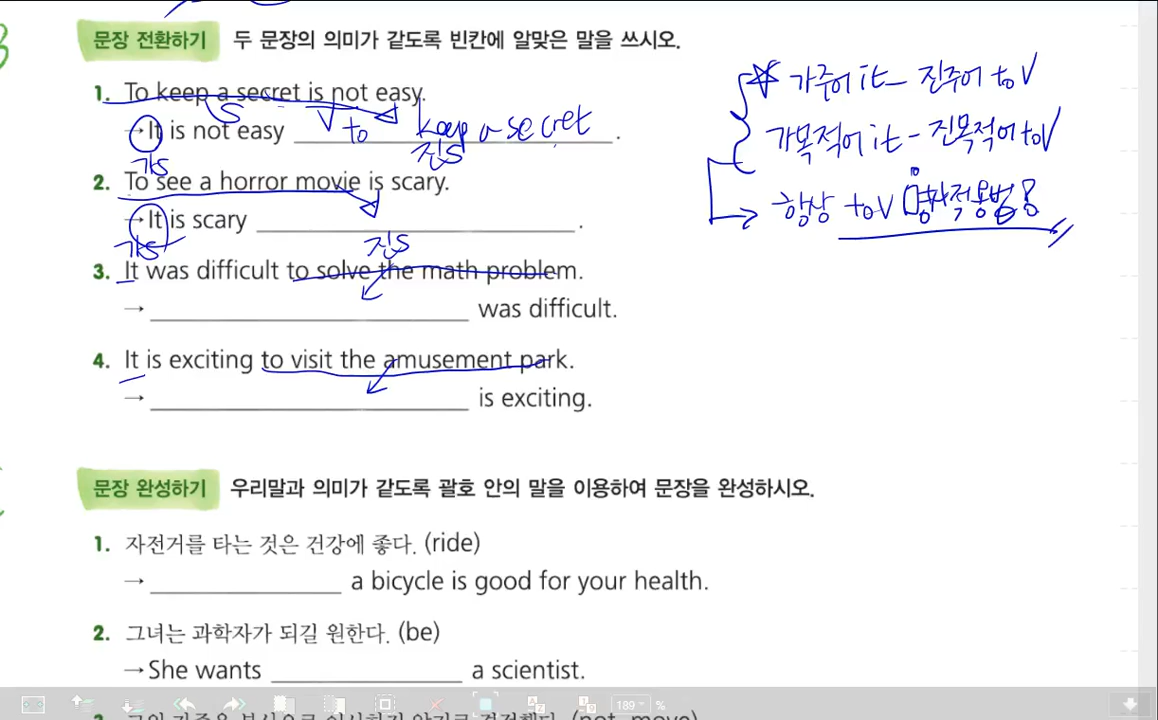 문장 전환하기 두 문장의 의미가 같도록 빈칸에 알맞은 말을 쓰시오.
1. To keep a secret is not easy.
S
→ It is not easy to keep a secret.
가S 진S
2. To see a horror movie is scary.
→ It is scary .
가S 진S
3. It was difficult to solve the math problem.
→ was difficult.
4. It is exciting to visit the amusement park.
→ is exciting.
가주어 it - 진주어 to V
가목적어 it - 진목적어 to V
항상 to V 명사적용법용
문장 완성하기 우리말과 의미가 같도록 괄호 안의 말을 이용하여 문장을 완성하시오.
1. 자전거를 타는 것은 건강에 좋다. (ride)
→ a bicycle is good for your health.
2. 그녀는 과학자가 되길 원한다. (be)
→ She wants a scientist.
189 %